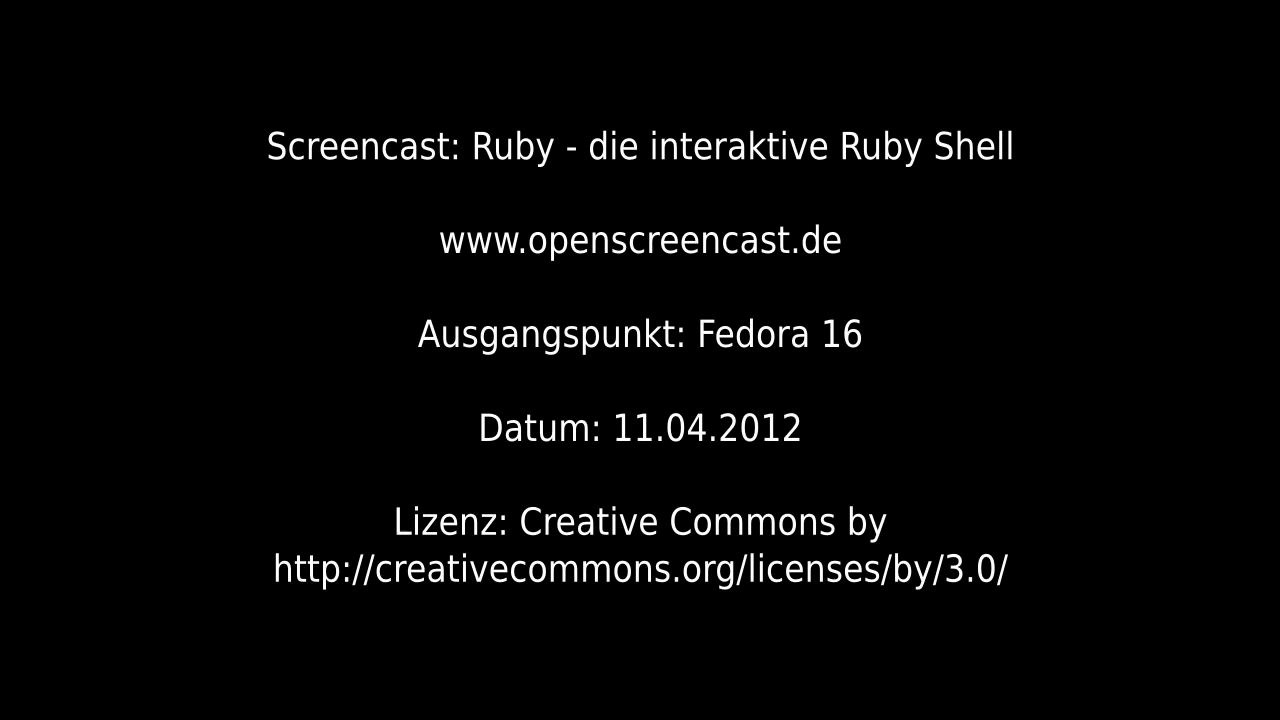 Screencast: Ruby - die interaktive Ruby Shell
www.openscreencast.de
Ausgangspunkt: Fedora 16
Datum: 11.04.2012
Lizenz: Creative Commons by
http://creativecommons.org/licenses/by/3.0/